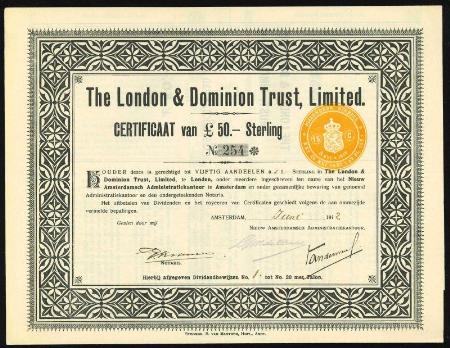 The London & Dominion Trust, Limited.
CERTIFICAAT van £ 50.— Sterling
№ 254
HOUDER dezes is gerechtigd tot VIJFTIG AANDEELEN à £ 1.— Sterling in The London &
Dominion Trust, Limited, te London, onder meerdere ingeschreven ten name van het Nieuw
Amsterdamsch Administratiekantoor te Amsterdam en onder gezamenlijke bewaring van genoemd
Administratiekantoor en den ondergeteekenden Notaris.
Het uitbetalen van Dividenden en het royeeren van Certificaten geschiedt volgens de aan ommezijde
vermelde bepalingen.
AMSTERDAM, Juni 1912
Gezien door mij
Nieuw Amsterdamsch Administratiekantoor.
Notaris.
Hierbij afgegeven Dividendbewijzen No. 1. tot No. 20 met Talon.